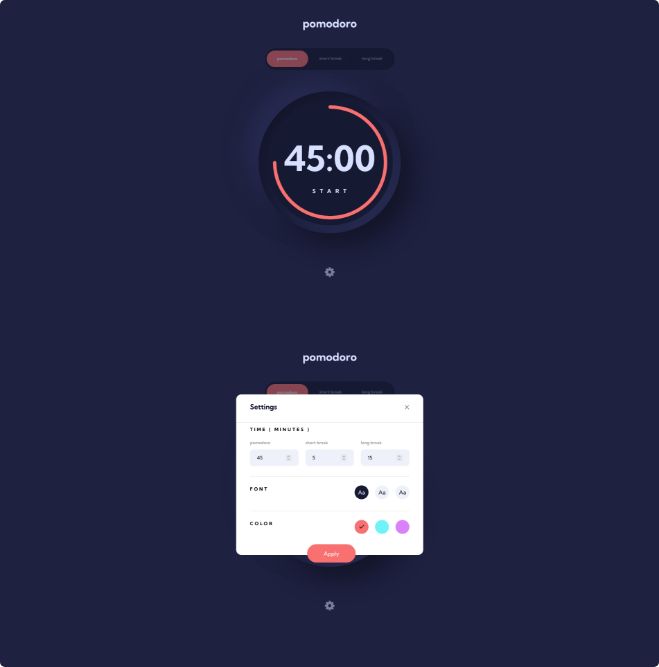 pomodoro
pomodoro short break long break
45:00
START
pomodoro
pomodoro short break long break
Settings
TIME ( MINUTES )
pomodoro short break long break
45 5 15
FONT
Aa Aa Aa
COLOR
Apply